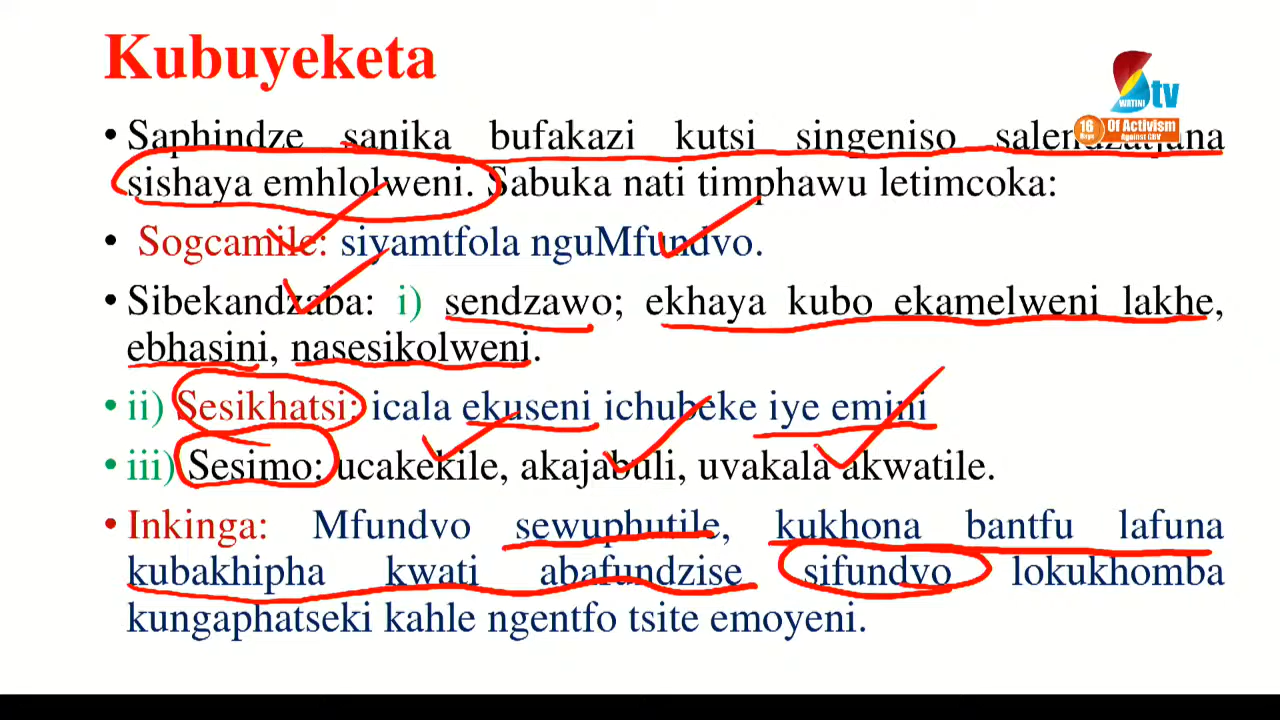 Kubuyeketa
• Saphindze sanika bufakazi kutsi singeniso salendzatjana
sishaya emhlolweni. Sabuka nati timphawu letimcoka:
• Sogcamile: siyamtfola nguMfundvo.
• Sibekandzaba: i) sendzawo; ekhaya kubo ekamelweni lakhe,
ebhasini, nasesikolweni.
• ii) Sesikhatsi: icala ekuseni ichubeke iye emini
• iii) Sesimo: ucakekile, akajabuli, uvakala akwatile.
• Inkinga: Mfundvo sewuphutile, kukhona bantfu lafuna
kubakhipha kwati abafundzise sifundvo lokukhomba
kungaphatseki kahle ngentfo tsite emoyeni.
tv
16 Days Of Activism
Against GBV